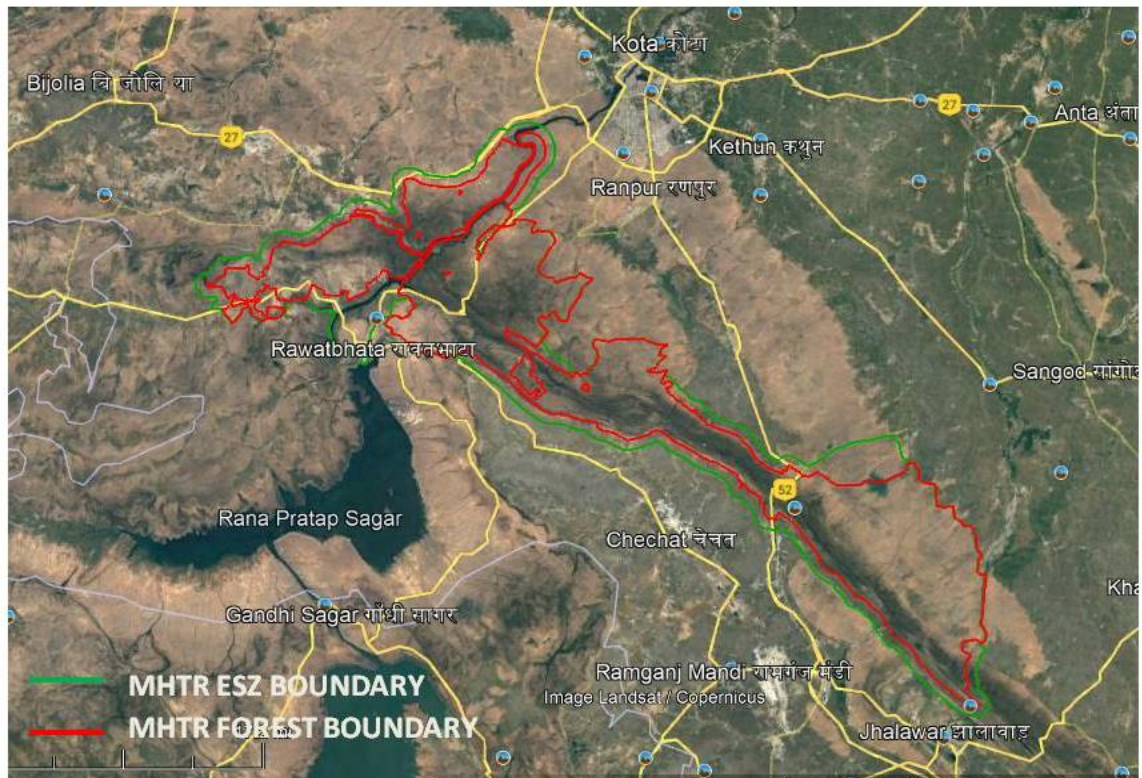 Kota कोटा
Bijolia बि जोलि या
27
27
Anta अंता
Kethun कथुन
Ranpur रणपुर
Rawatbhata रावतभाटा
Sangod सांगोद
52
Rana Pratap Sagar
Chechat चेचत
Gandhi Sagar गाँधी सागर
Kha
Ramganj Mandi रामगंज मंडी
MHTR ESZ BOUNDARY
Image Landsat / Copernicus
MHTR FOREST BOUNDARY
Jhalawar झालावाड़